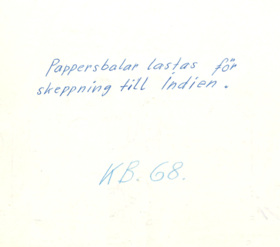 Pappersbalar lastas för
skeppning till Indien.
KB. 68.